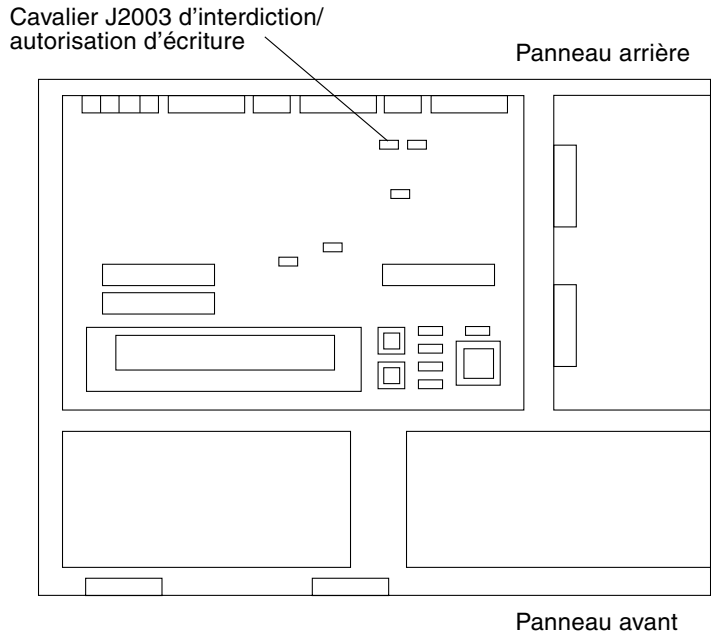 Cavalier J2003 d'interdiction/
autorisation d'écriture
Panneau arrière
Panneau avant